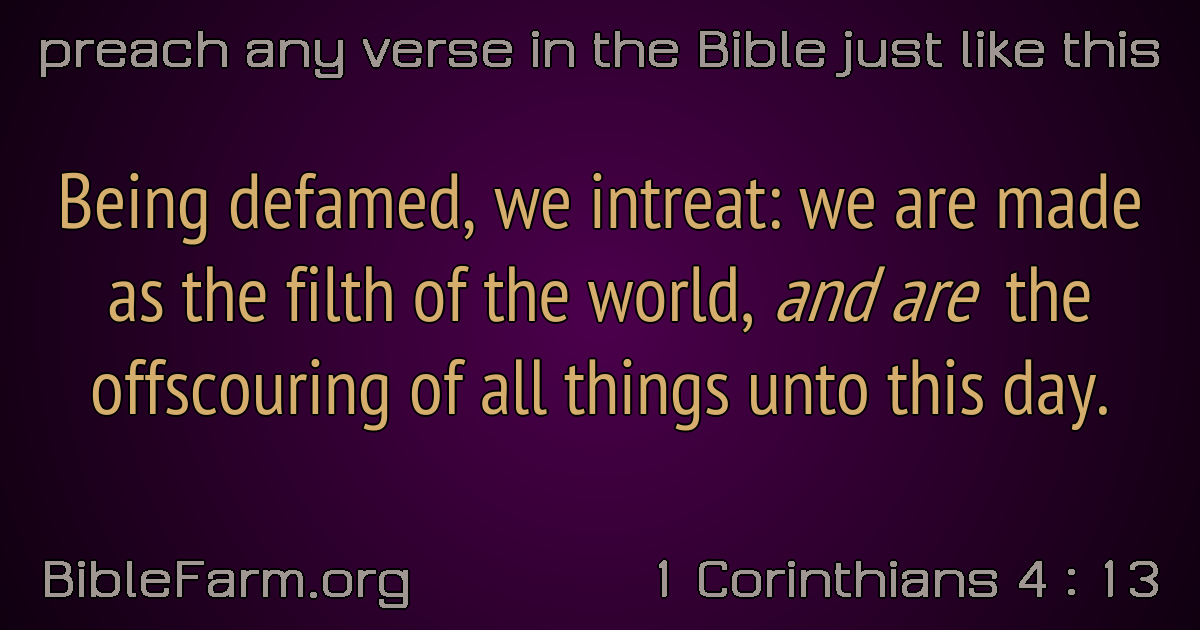 preach any verse in the Bible just like this
Being defamed, we intreat: we are made
as the filth of the world, and are the
offscouring of all things unto this day.
BibleFarm.org
1 Corinthians 4 : 13